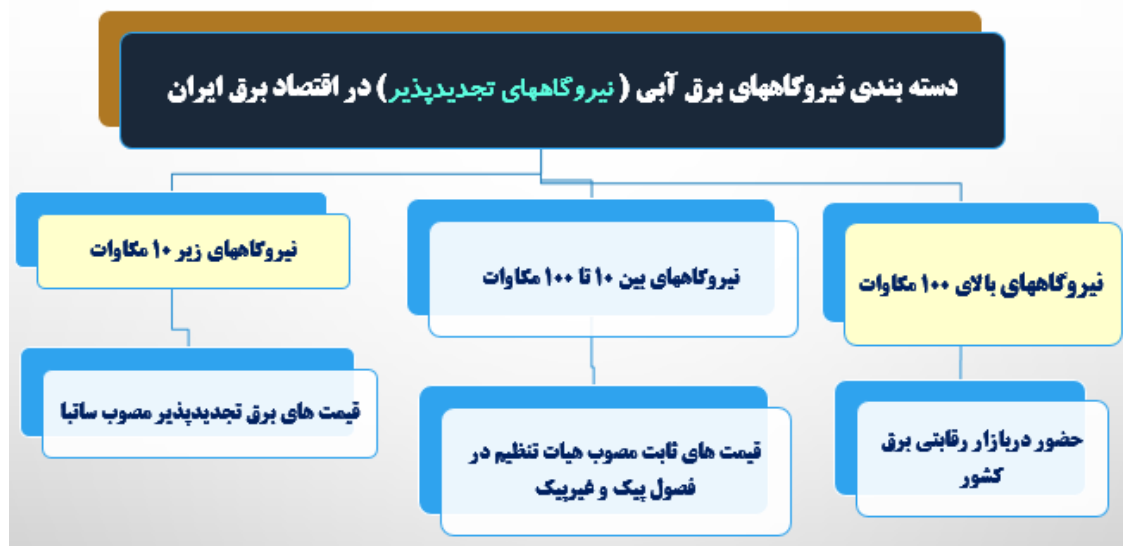 دسته بندی نیروگاههای برق آبی ( نیروگاههای تجدیدپذیر) در اقتصاد برق ایران
نیروگاههای بالای ۱۰۰ مگاوات
نیروگاههای بین ۱۰ تا ۱۰۰ مگاوات
نیروگاههای زیر ۱۰ مگاوات
حضور دربازار رقابتی برق
کشور
قیمت های ثابت مصوب هیات تنظیم در
فصول پیک و غیرپیک
قیمت های برق تجدیدپذیر مصوب ساتبا